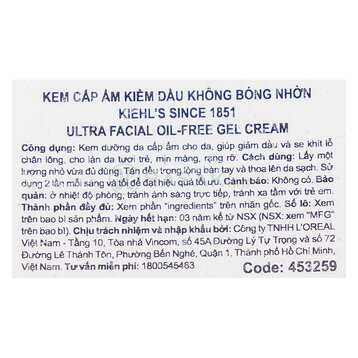 KEM CẤP ẨM KIỀM DẦU KHÔNG BÓNG NHỜN
KIEHL'S SINCE 1851
ULTRA FACIAL OIL-FREE GEL CREAM
Công dụng: Kem dưỡng da cấp ẩm cho da, giúp giảm dầu và se khít lỗ
chân lông, cho làn da tươi trẻ, mịn màng, rạng rỡ. Cách dùng: Lấy một
lượng nhỏ vừa đủ dùng. Tán đều trong lòng bàn tay và thoa lên da sạch. Sử
dụng 2 lần mỗi sáng và tối để đạt hiệu quả tối ưu. Cảnh báo: Không. Bảo
quản: ở nhiệt độ phòng, tránh ánh nắng trực tiếp, tránh xa tầm với trẻ em.
Thành phần đầy đủ: Xem phần "ingredients" trên nhãn gốc. Số lô: Xem
trên bao bì sản phẩm. Ngày hết hạn: 03 năm kể từ NSX (NSX: xem "MFG"
trên bao bì). Chịu trách nhiệm và nhập khẩu bởi: Công ty TNHH L'OREAL
Việt Nam - Tầng 10, Tòa nhà Vincom, số 45A Đường Lý Tự Trọng và số 72
Đường Lê Thánh Tôn, Phường Bến Nghé, Quận 1, Thành phố Hồ Chí Minh,
Việt Nam. Tư vấn miễn phí: 1800545463
Code: 453259